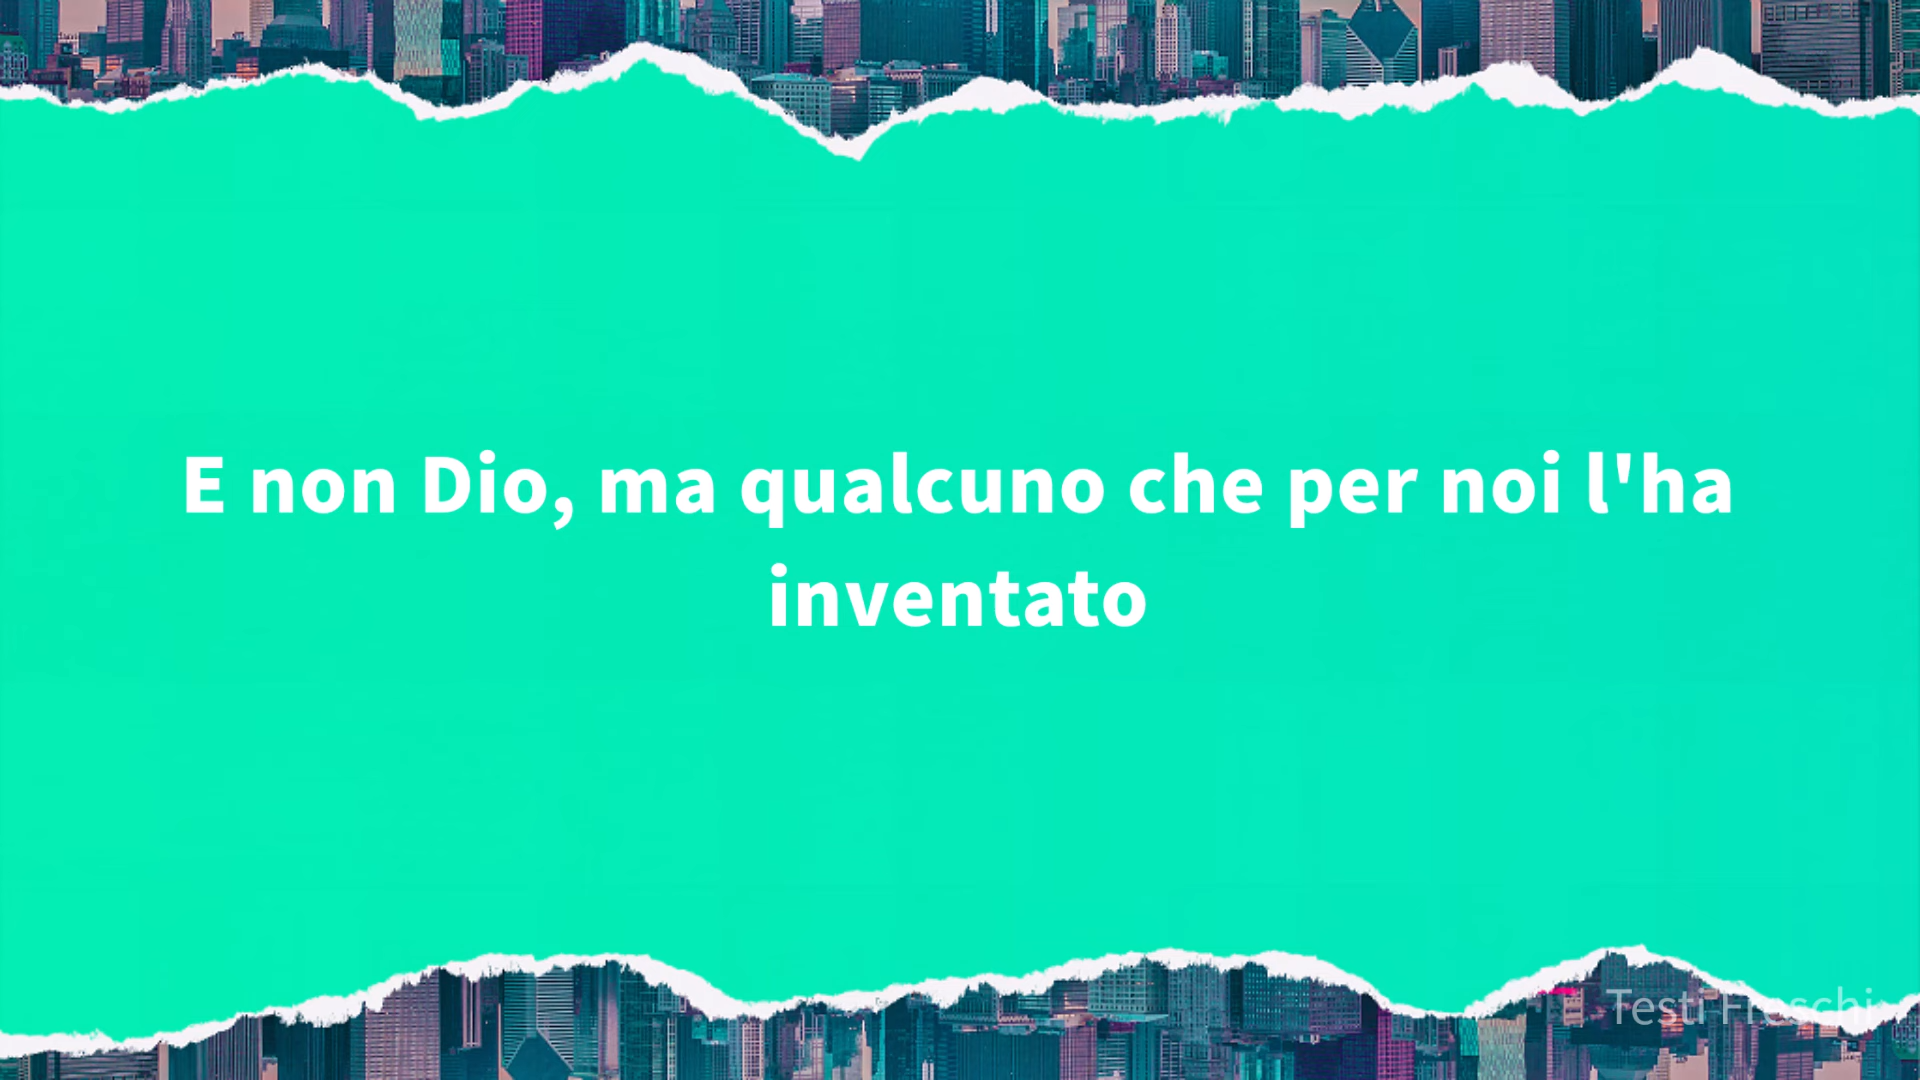 E non Dio, ma qualcuno che per noi l'ha
inventato
Testi Freschi